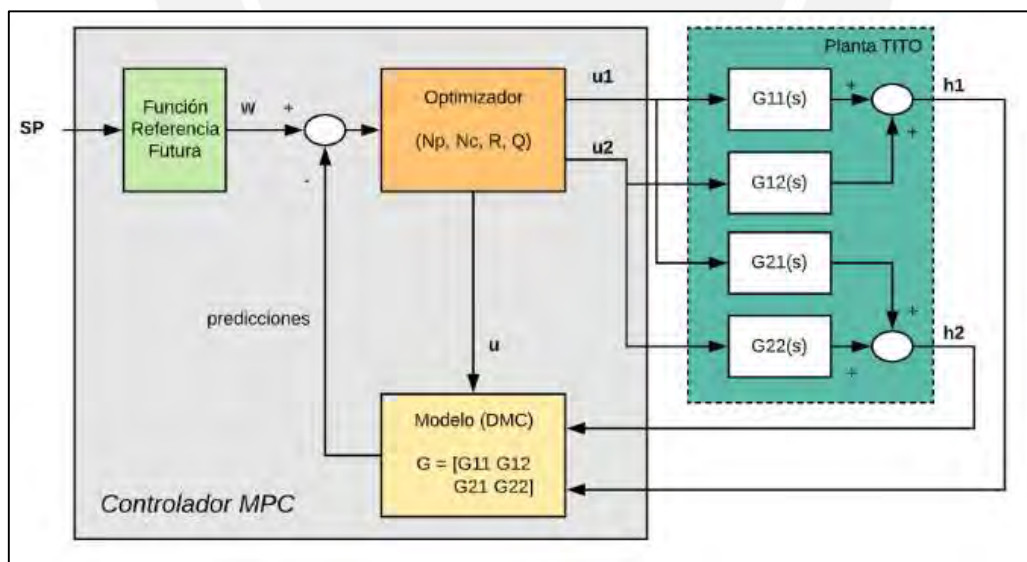 Planta TITO
SP
Función
Referencia
Futura
w
+
-
Optimizador
(Np, Nc, R, Q)
u1
u2
G11(s)
G12(s)
G21(s)
G22(s)
+
+
+
+
h1
h2
predicciones
u
Modelo (DMC)
G = [G11 G12
G21 G22]
Controlador MPC